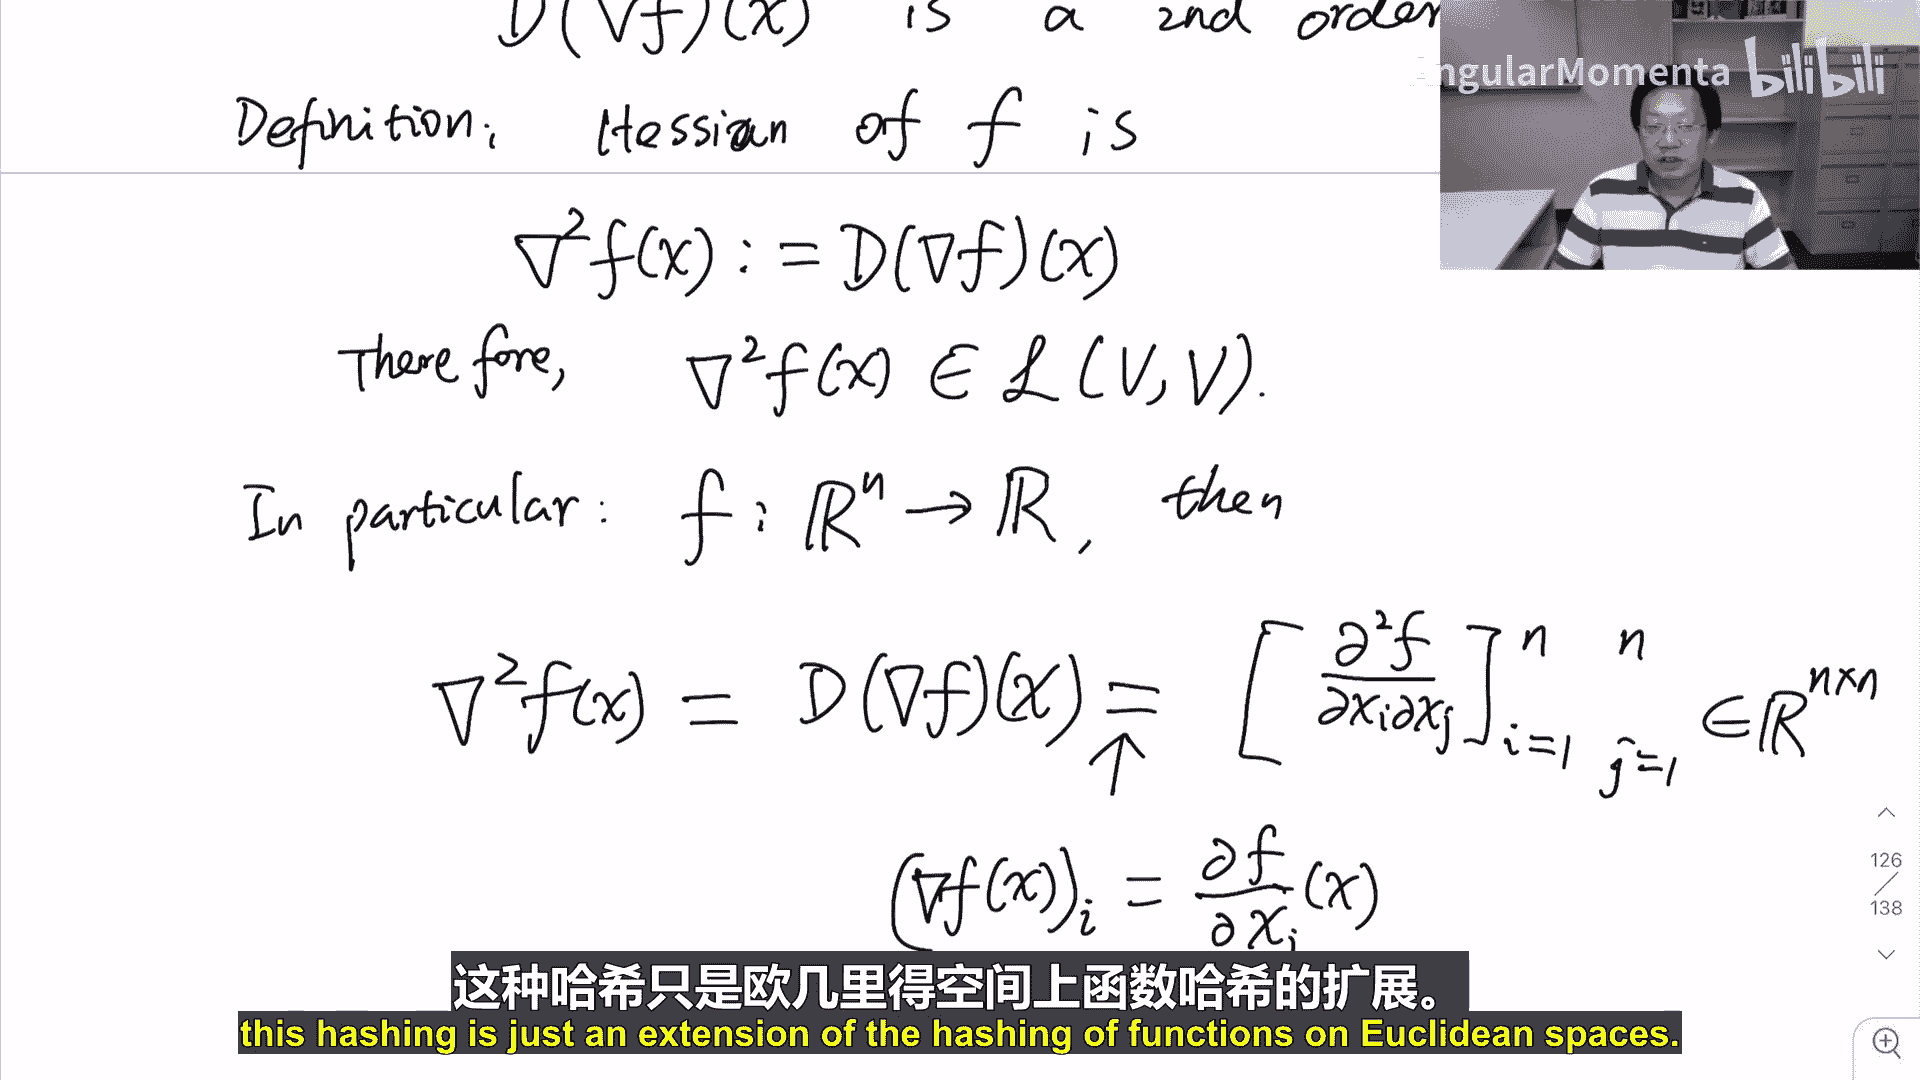 D(∇f)(x) is a 2nd order
Definition: Hessian of f is
ngularMomenta bilibili
∇²f(x) := D(∇f)(x)
Therefore, ∇²f(x) ∈ ℒ(V, V).
In particular: f: ℝⁿ → ℝ, then
∇²f(x) = D(∇f)(x) = [∂²f/∂xᵢ∂xⱼ]ⁿᵢ₌₁ ⁿⱼ₌₁ ∈ ℝⁿˣⁿ
↑
(∇f(x))ᵢ = ∂f/∂xᵢ (x)
126
138
这种哈希只是欧几里得空间上函数哈希的扩展。
this hashing is just an extension of the hashing of functions on Euclidean spaces.